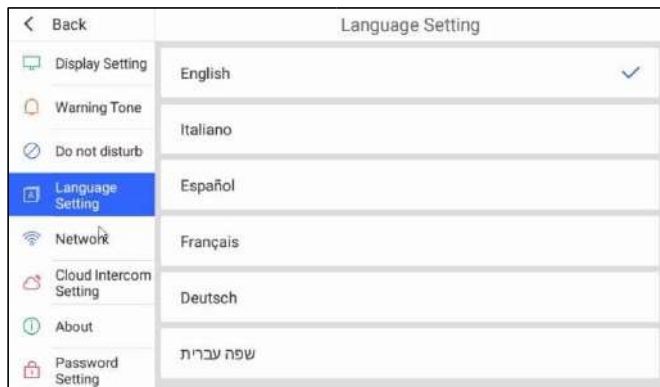 Back
Language Setting
Display Setting
Warning Tone
Do not disturb
Language
Setting
Network
Cloud Intercom
Setting
About
Password
Setting
English
Italiano
Español
Français
Deutsch
שפה עברית